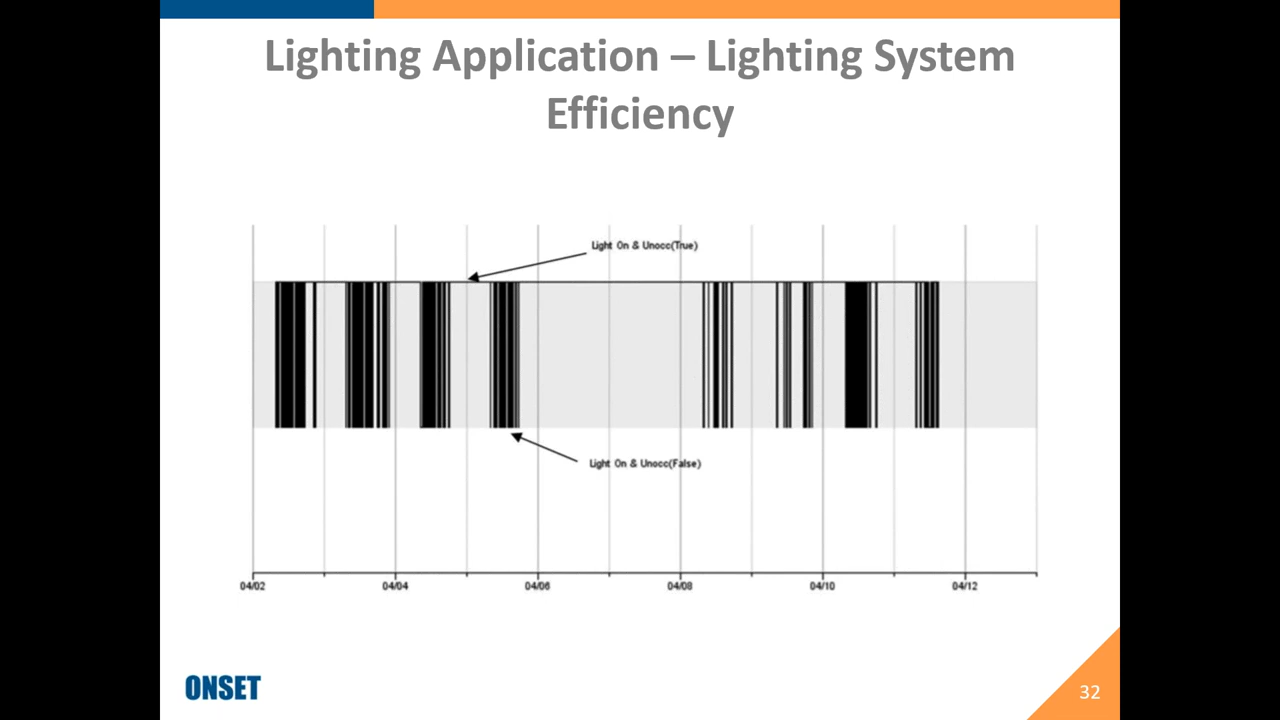 Lighting Application – Lighting System
Efficiency
Light On & Unocc(True)
Light On & Unocc(False)
04/02
04/04
04/06
04/08
04/10
04/12
ONSET
32